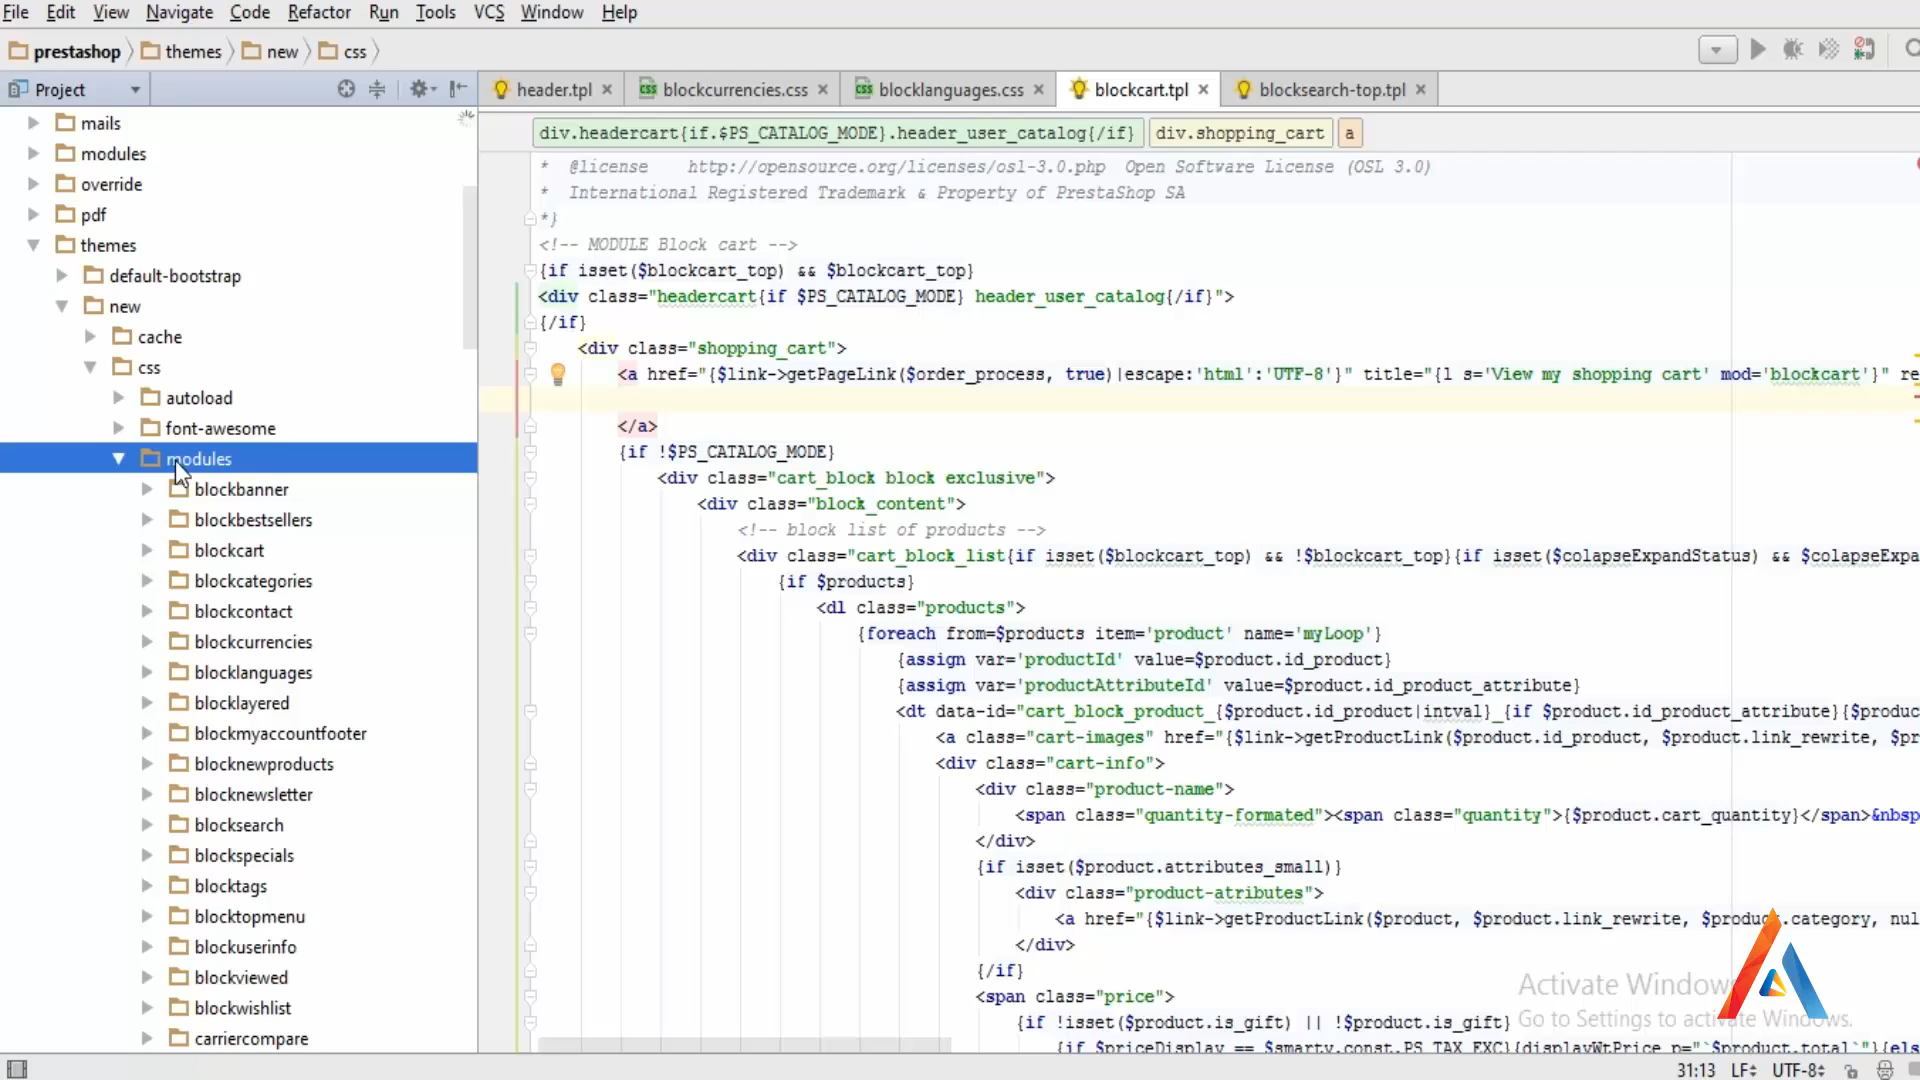 File Edit View Navigate Code Refactor Run Tools VCS Window Help
prestashop themes new css
Project
header.tpl blockcurrencies.css blocklanguages.css blockcart.tpl blocksearch-top.tpl
mails
modules
override
pdf
themes
default-bootstrap
new
cache
css
autoload
font-awesome
modules
blockbanner
blockbestsellers
blockcart
blockcategories
blockcontact
blockcurrencies
blocklanguages
blocklayered
blockmyaccountfooter
blocknewproducts
blocknewsletter
blocksearch
blockspecials
blocktags
blocktopmenu
blockuserinfo
blockviewed
blockwishlist
carriercompare
div.headercart{if.$PS_CATALOG_MODE}.header_user_catalog{/if} div.shopping_cart a
* @license http://opensource.org/licenses/osl-3.0.php Open Software License (OSL 3.0)
* International Registered Trademark & Property of PrestaShop SA
*}
<!-- MODULE Block cart -->
{if isset($blockcart_top) && $blockcart_top}
<div class="headercart{if $PS_CATALOG_MODE} header_user_catalog{/if}">
{/if}
<div class="shopping_cart">
<a href="{$link->getPageLink($order_process, true)|escape:'html':'UTF-8'}" title="{l s='View my shopping cart' mod='blockcart'}" re
</a>
{if !$PS_CATALOG_MODE}
<div class="cart_block block exclusive">
<div class="block_content">
<!-- block list of products -->
<div class="cart_block_list{if isset($blockcart_top) && !$blockcart_top}{if isset($colapseExpandStatus) && $colapseExpa
{if $products}
<dl class="products">
{foreach from=$products item='product' name='myLoop'}
{assign var='productId' value=$product.id_product}
{assign var='productAttributeId' value=$product.id_product_attribute}
<dt data-id="cart_block_product_{$product.id_product|intval}_{if $product.id_product_attribute}{$produc
<a class="cart-images" href="{$link->getProductLink($product.id_product, $product.link_rewrite, $pr
<div class="cart-info">
<div class="product-name">
<span class="quantity-formated"><span class="quantity">{$product.cart_quantity}</span>&nbsp
</div>
{if isset($product.attributes_small)}
<div class="product-atributes">
<a href="{$link->getProductLink($product, $product.link_rewrite, $product.category, nul
</div>
{/if}
<span class="price">
{if !isset($product.is_gift) || !$product.is_gift}
{if $priceDisplay == $smarty.const.PS_TAX_EXC}{displayWtPrice p="`$product.total`"}{els
Activate Windows
Go to Settings to activate Windows.
31:13 LF UTF-8